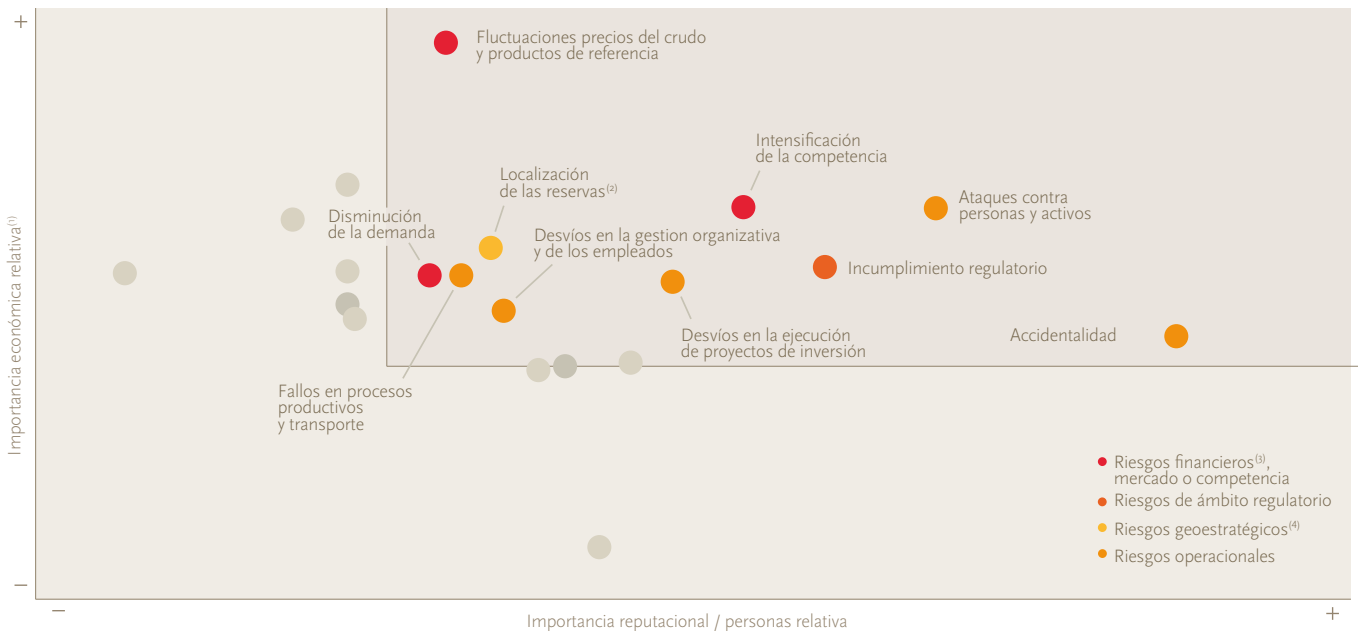 +
Fluctuaciones precios del crudo
y productos de referencia
Intensificación
de la competencia
Localización
de las reservas(2)
Ataques contra
personas y activos
Disminución
de la demanda
Desvíos en la gestion organizativa
y de los empleados
Incumplimiento regulatorio
Desvíos en la ejecución
de proyectos de inversión
Accidentalidad
Fallos en procesos
productivos
y transporte
Importancia económica relativa(1)
Riesgos financieros(3),
mercado o competencia
Riesgos de ámbito regulatorio
Riesgos geoestratégicos(4)
Riesgos operacionales
–
–
Importancia reputacional / personas relativa
+